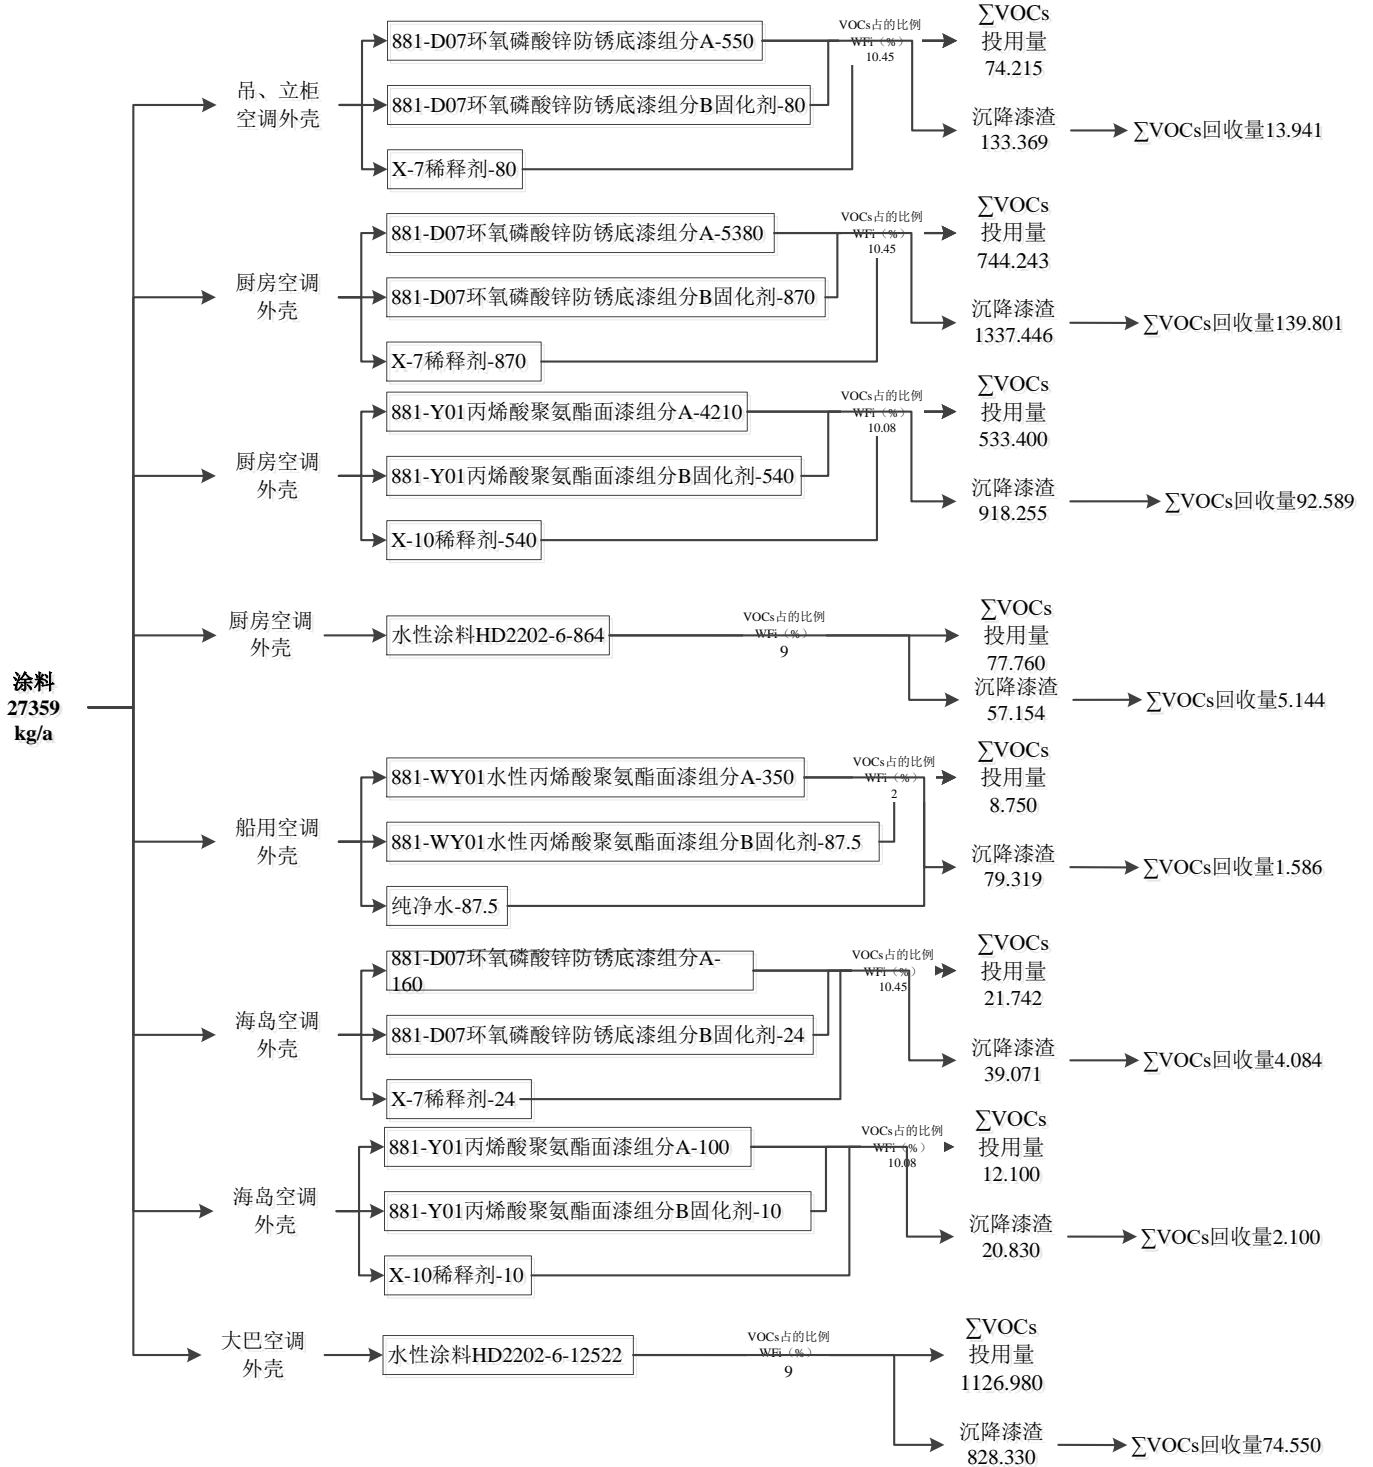 涂料
27359
kg/a
吊、立柜
空调外壳
881-D07环氧磷酸锌防锈底漆组分A-550
881-D07环氧磷酸锌防锈底漆组分B固化剂-80
X-7稀释剂-80
VOCs占的比例
WFi（%）
10.45
∑VOCs
投用量
74.215
沉降漆渣
133.369
∑VOCs回收量13.941
厨房空调
外壳
881-D07环氧磷酸锌防锈底漆组分A-5380
881-D07环氧磷酸锌防锈底漆组分B固化剂-870
X-7稀释剂-870
VOCs占的比例
WFi（%）
10.45
∑VOCs
投用量
744.243
沉降漆渣
1337.446
∑VOCs回收量139.801
厨房空调
外壳
881-Y01丙烯酸聚氨酯面漆组分A-4210
881-Y01丙烯酸聚氨酯面漆组分B固化剂-540
X-10稀释剂-540
VOCs占的比例
WFi（%）
10.08
∑VOCs
投用量
533.400
沉降漆渣
918.255
∑VOCs回收量92.589
厨房空调
外壳
水性涂料HD2202-6-864
VOCs占的比例
WFi（%）
9
∑VOCs
投用量
77.760
沉降漆渣
57.154
∑VOCs回收量5.144
船用空调
外壳
881-WY01水性丙烯酸聚氨酯面漆组分A-350
881-WY01水性丙烯酸聚氨酯面漆组分B固化剂-87.5
纯净水-87.5
VOCs占的比例
WFi（%）
2
∑VOCs
投用量
8.750
沉降漆渣
79.319
∑VOCs回收量1.586
海岛空调
外壳
881-D07环氧磷酸锌防锈底漆组分A-
160
881-D07环氧磷酸锌防锈底漆组分B固化剂-24
X-7稀释剂-24
VOCs占的比例
WFi（%）
10.45
∑VOCs
投用量
21.742
沉降漆渣
39.071
∑VOCs回收量4.084
海岛空调
外壳
881-Y01丙烯酸聚氨酯面漆组分A-100
881-Y01丙烯酸聚氨酯面漆组分B固化剂-10
X-10稀释剂-10
VOCs占的比例
WFi（%）
10.08
∑VOCs
投用量
12.100
沉降漆渣
20.830
∑VOCs回收量2.100
大巴空调
外壳
水性涂料HD2202-6-12522
VOCs占的比例
WFi（%）
9
∑VOCs
投用量
1126.980
沉降漆渣
828.330
∑VOCs回收量74.550